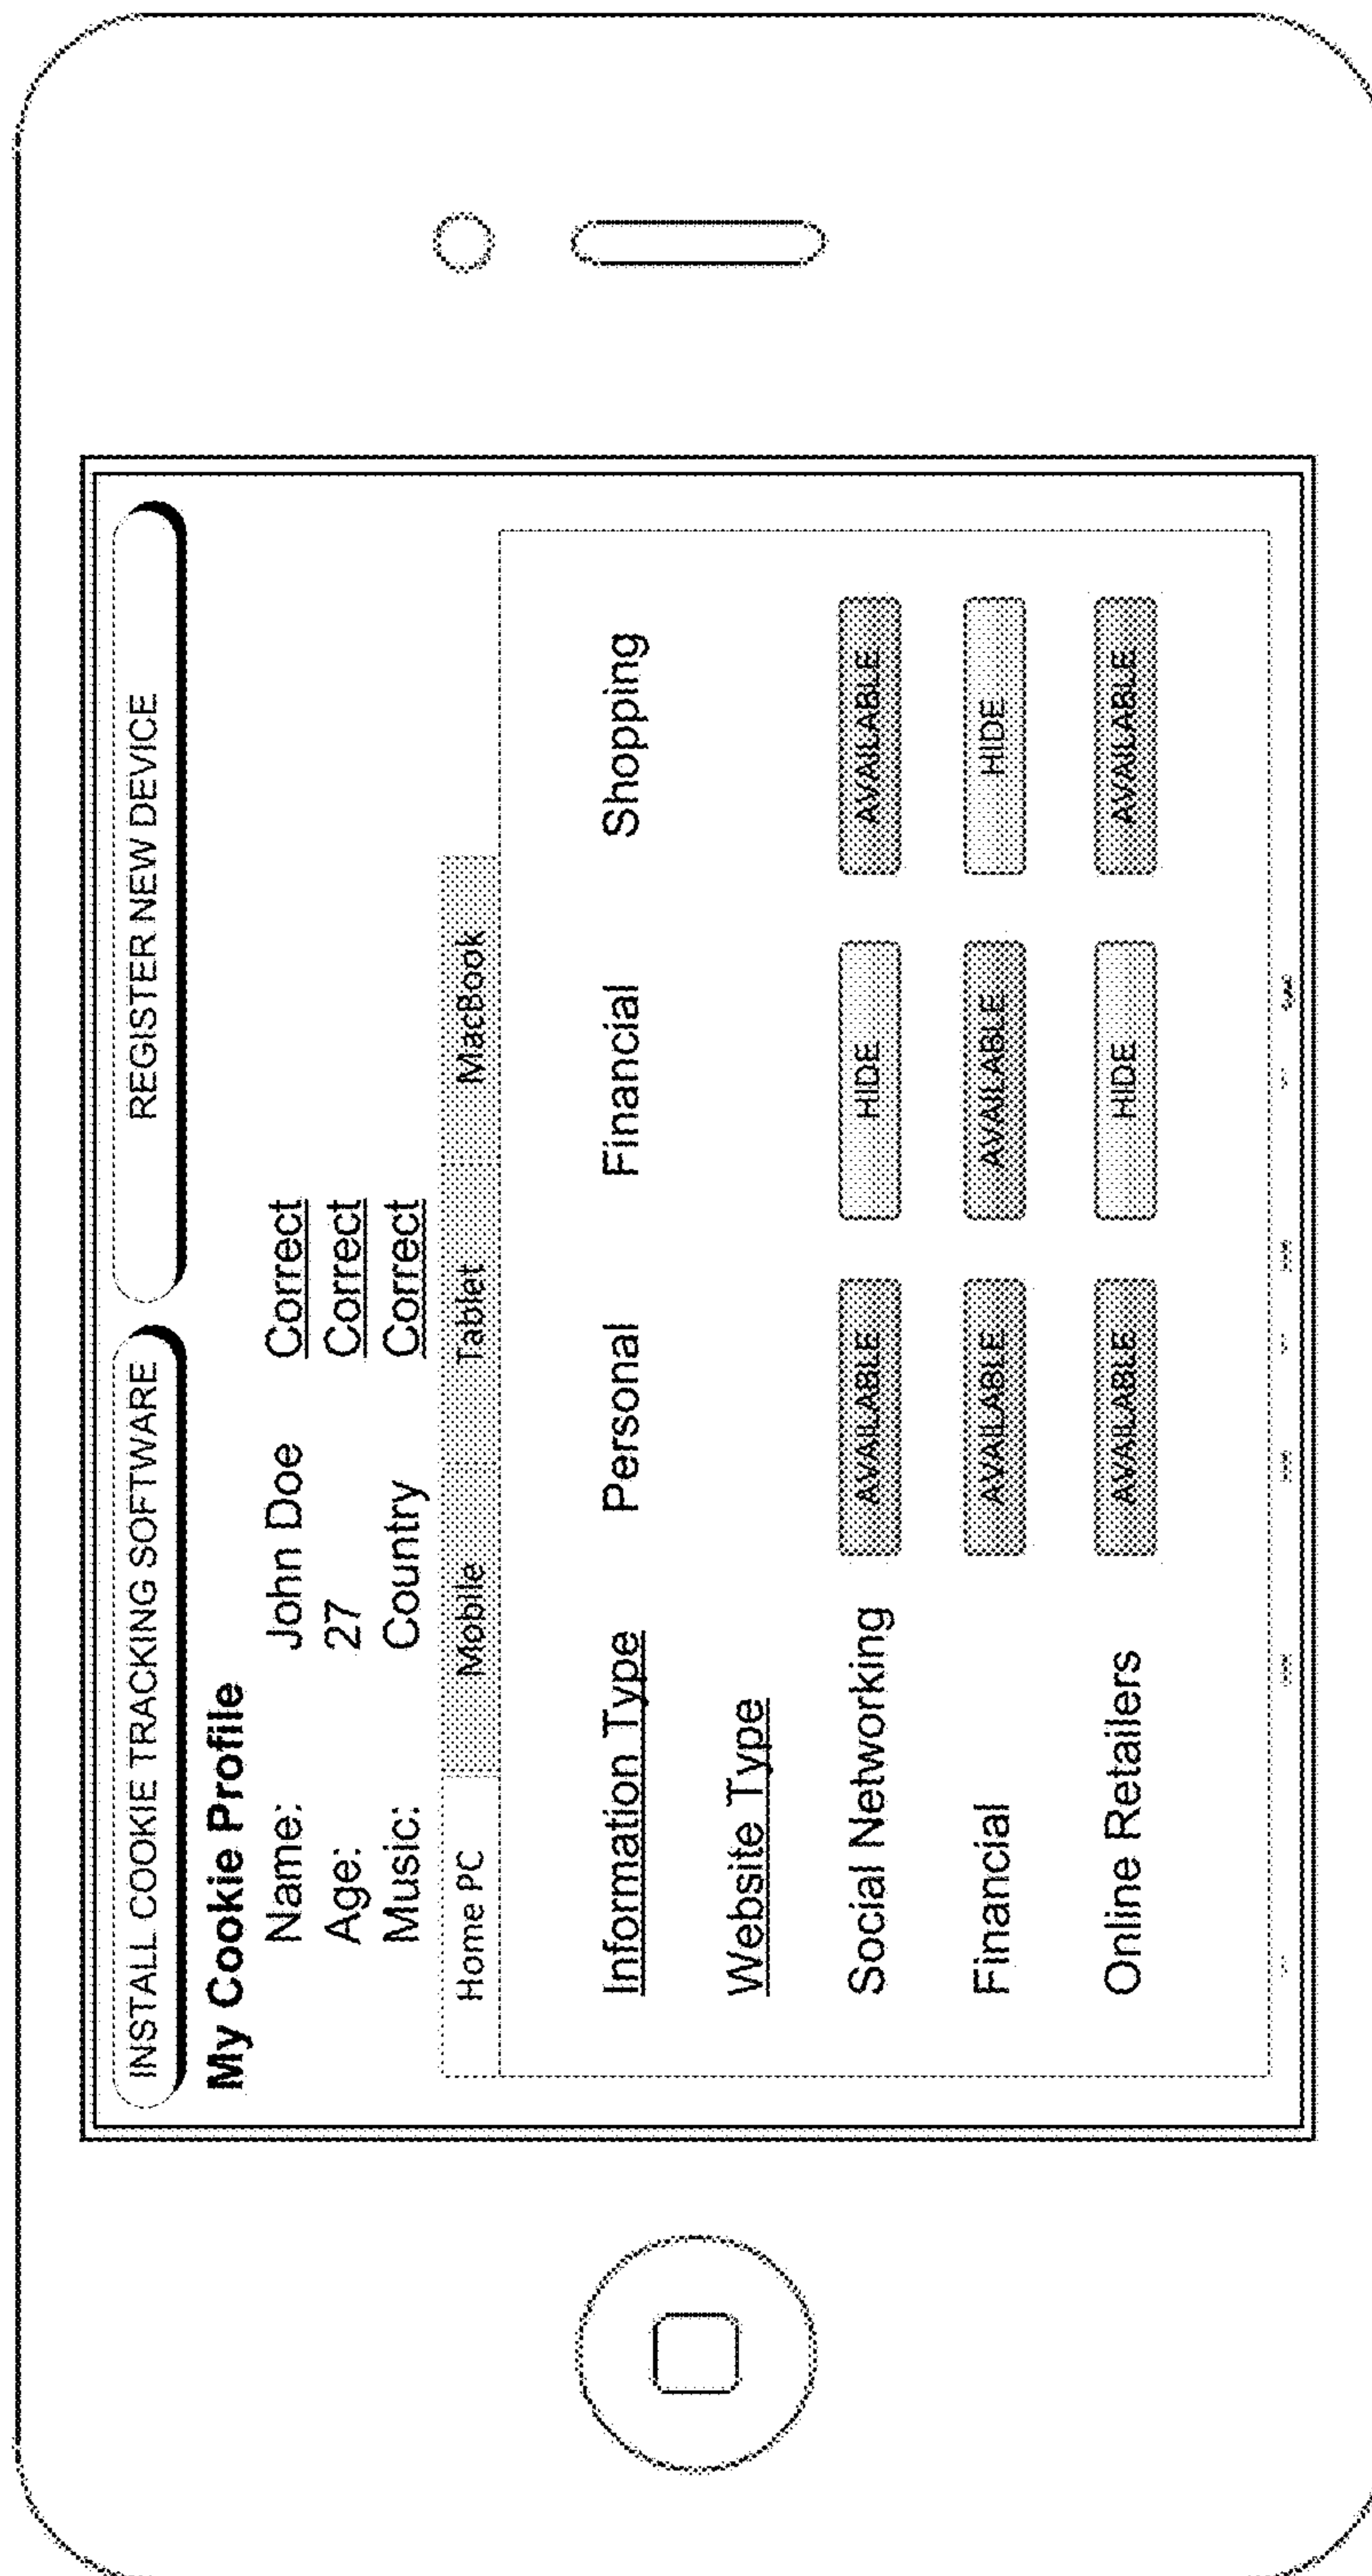 INSTALL COOKIE TRACKING SOFTWARE REGISTER NEW DEVICE
My Cookie Profile
Name: John Doe Correct
Age: 27 Correct
Music: Country Correct
Home PC Mobile Tablet MacBook
Information Type Personal Financial Shopping
Website Type
Social Networking AVAILABLE HIDE AVAILABLE
Financial AVAILABLE AVAILABLE HIDE
Online Retailers AVAILABLE HIDE AVAILABLE